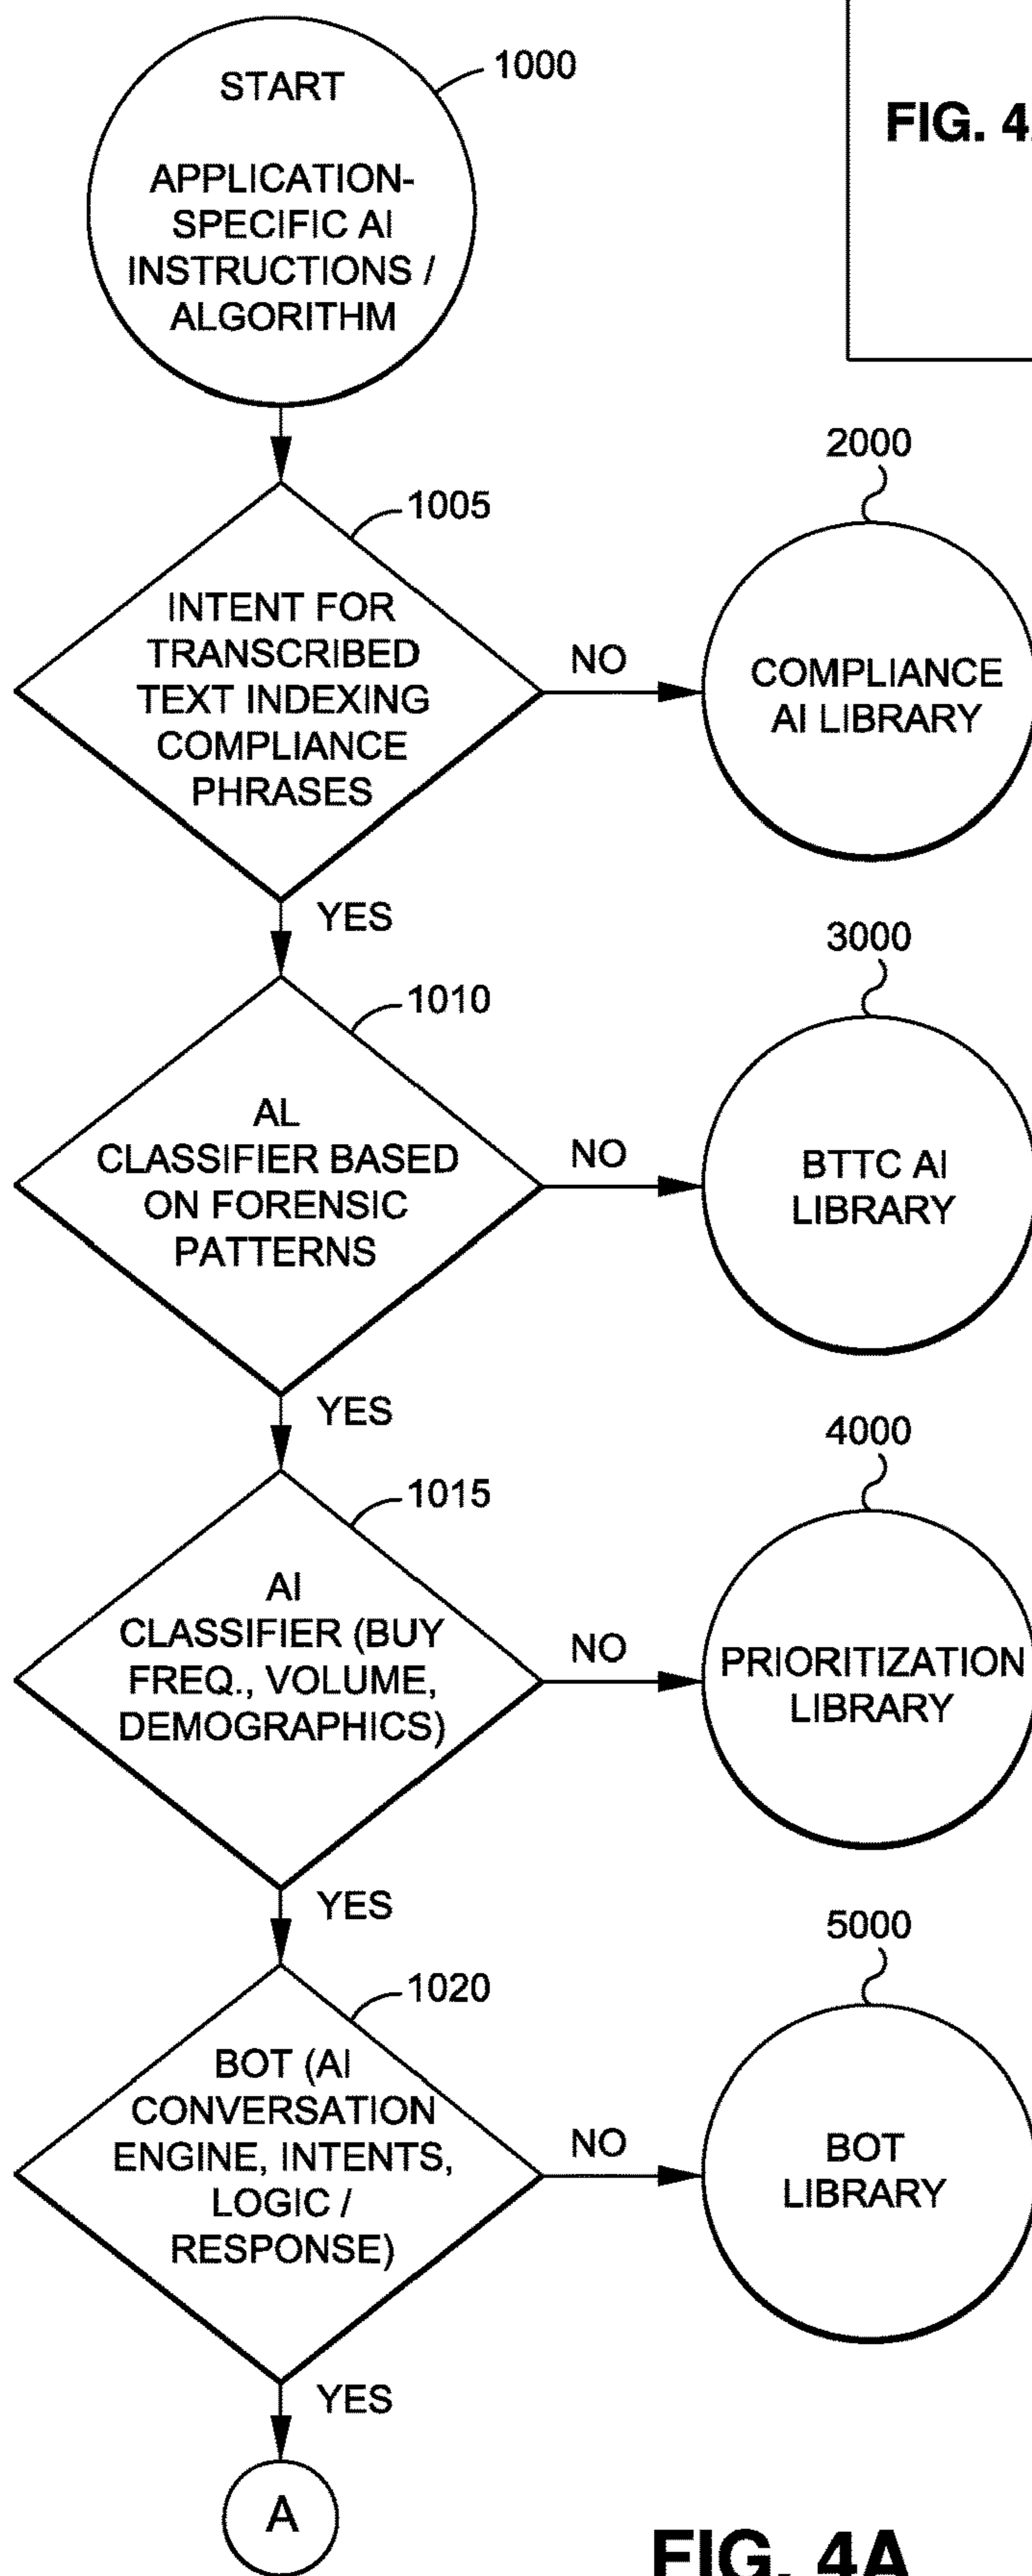 START
1000
APPLICATION-
SPECIFIC AI
INSTRUCTIONS /
ALGORITHM
FIG. 4
1005
INTENT FOR
TRANSCRIBED
TEXT INDEXING
COMPLIANCE
PHRASES
NO
2000
COMPLIANCE
AI LIBRARY
YES
1010
AL
CLASSIFIER BASED
ON FORENSIC
PATTERNS
NO
3000
BTTC AI
LIBRARY
YES
1015
AI
CLASSIFIER (BUY
FREQ., VOLUME,
DEMOGRAPHICS)
NO
4000
PRIORITIZATION
LIBRARY
YES
1020
BOT (AI
CONVERSATION
ENGINE, INTENTS,
LOGIC /
RESPONSE)
NO
5000
BOT
LIBRARY
YES
A
FIG. 4A